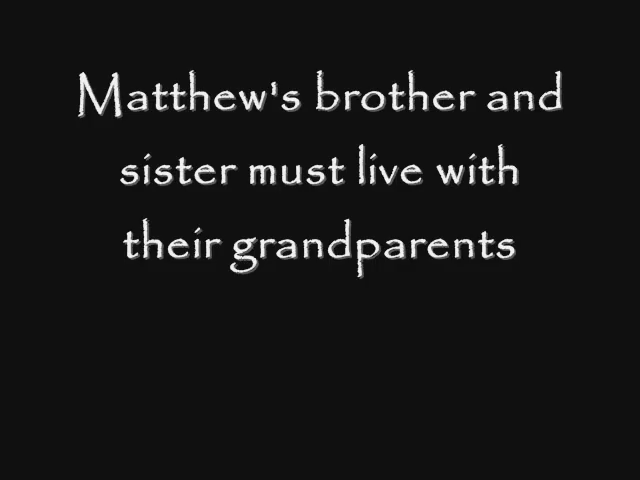 Matthew's brother and
sister must live with
their grandparents